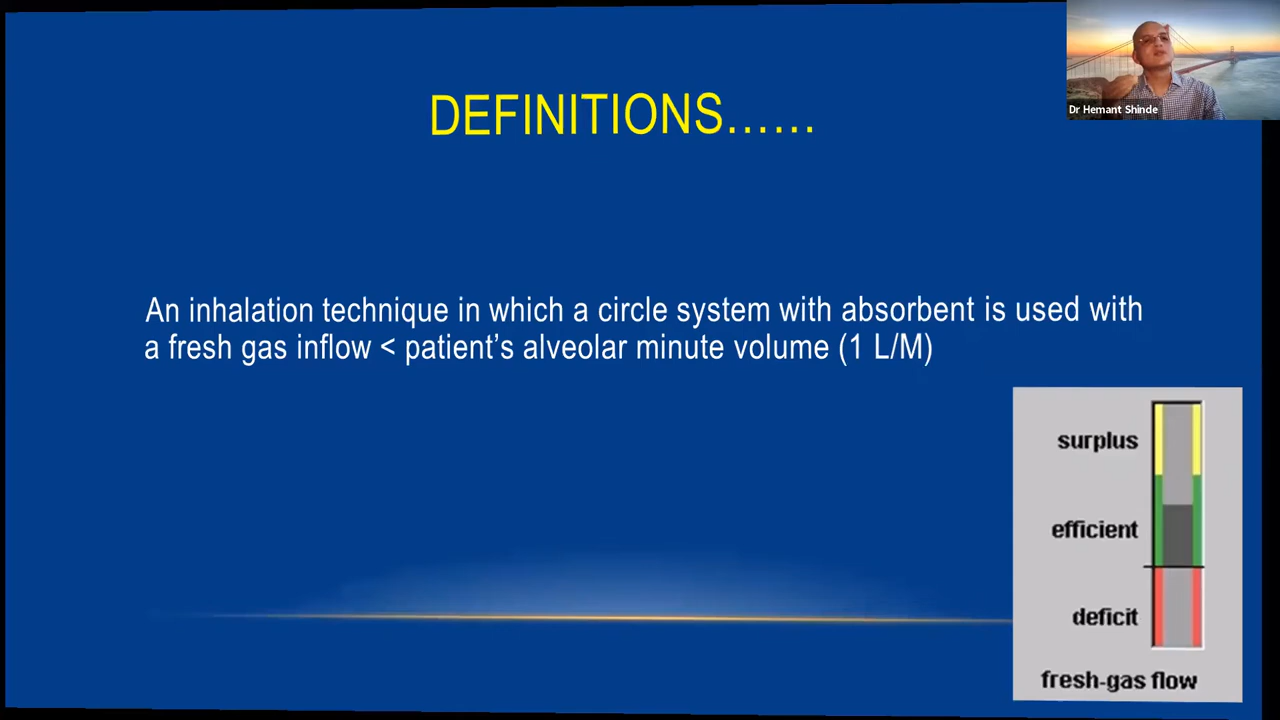 DEFINITIONS......
Dr Hemant Shinde
An inhalation technique in which a circle system with absorbent is used with
a fresh gas inflow < patient’s alveolar minute volume (1 L/M)
surplus
efficient
deficit
fresh-gas flow